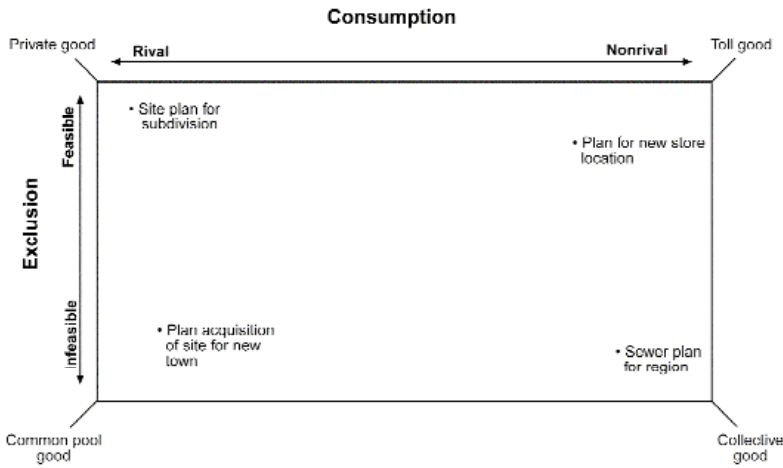 Consumption
Private good
Rival
Nonrival
Toll good
• Site plan for
subdivision
Feasible
• Plan for new store
location
Exclusion
Infeasible
• Plan acquisition
of site for new
town
• Sewer plan
for region
Common pool
good
Collective
good